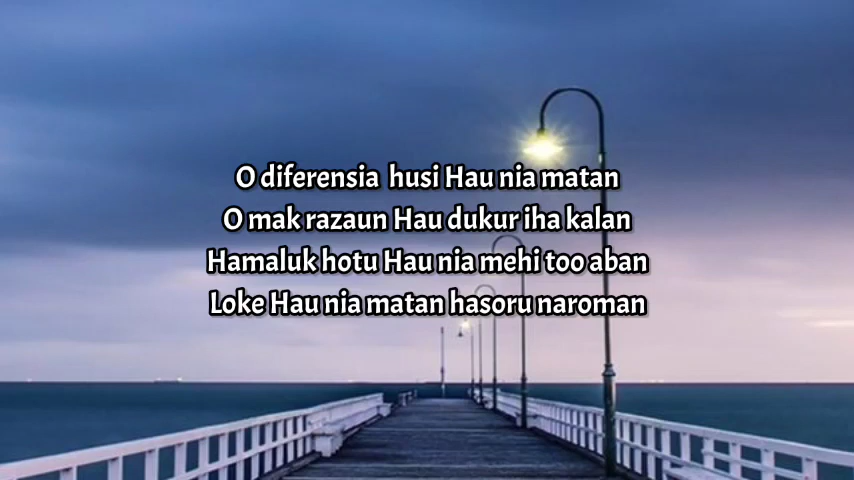 O diferensia husi Hau nia matan
O mak razaun Hau dukur iha kalan
Hamaluk hotu Hau nia mehi too aban
Loke Hau nia matan hasoru naroman